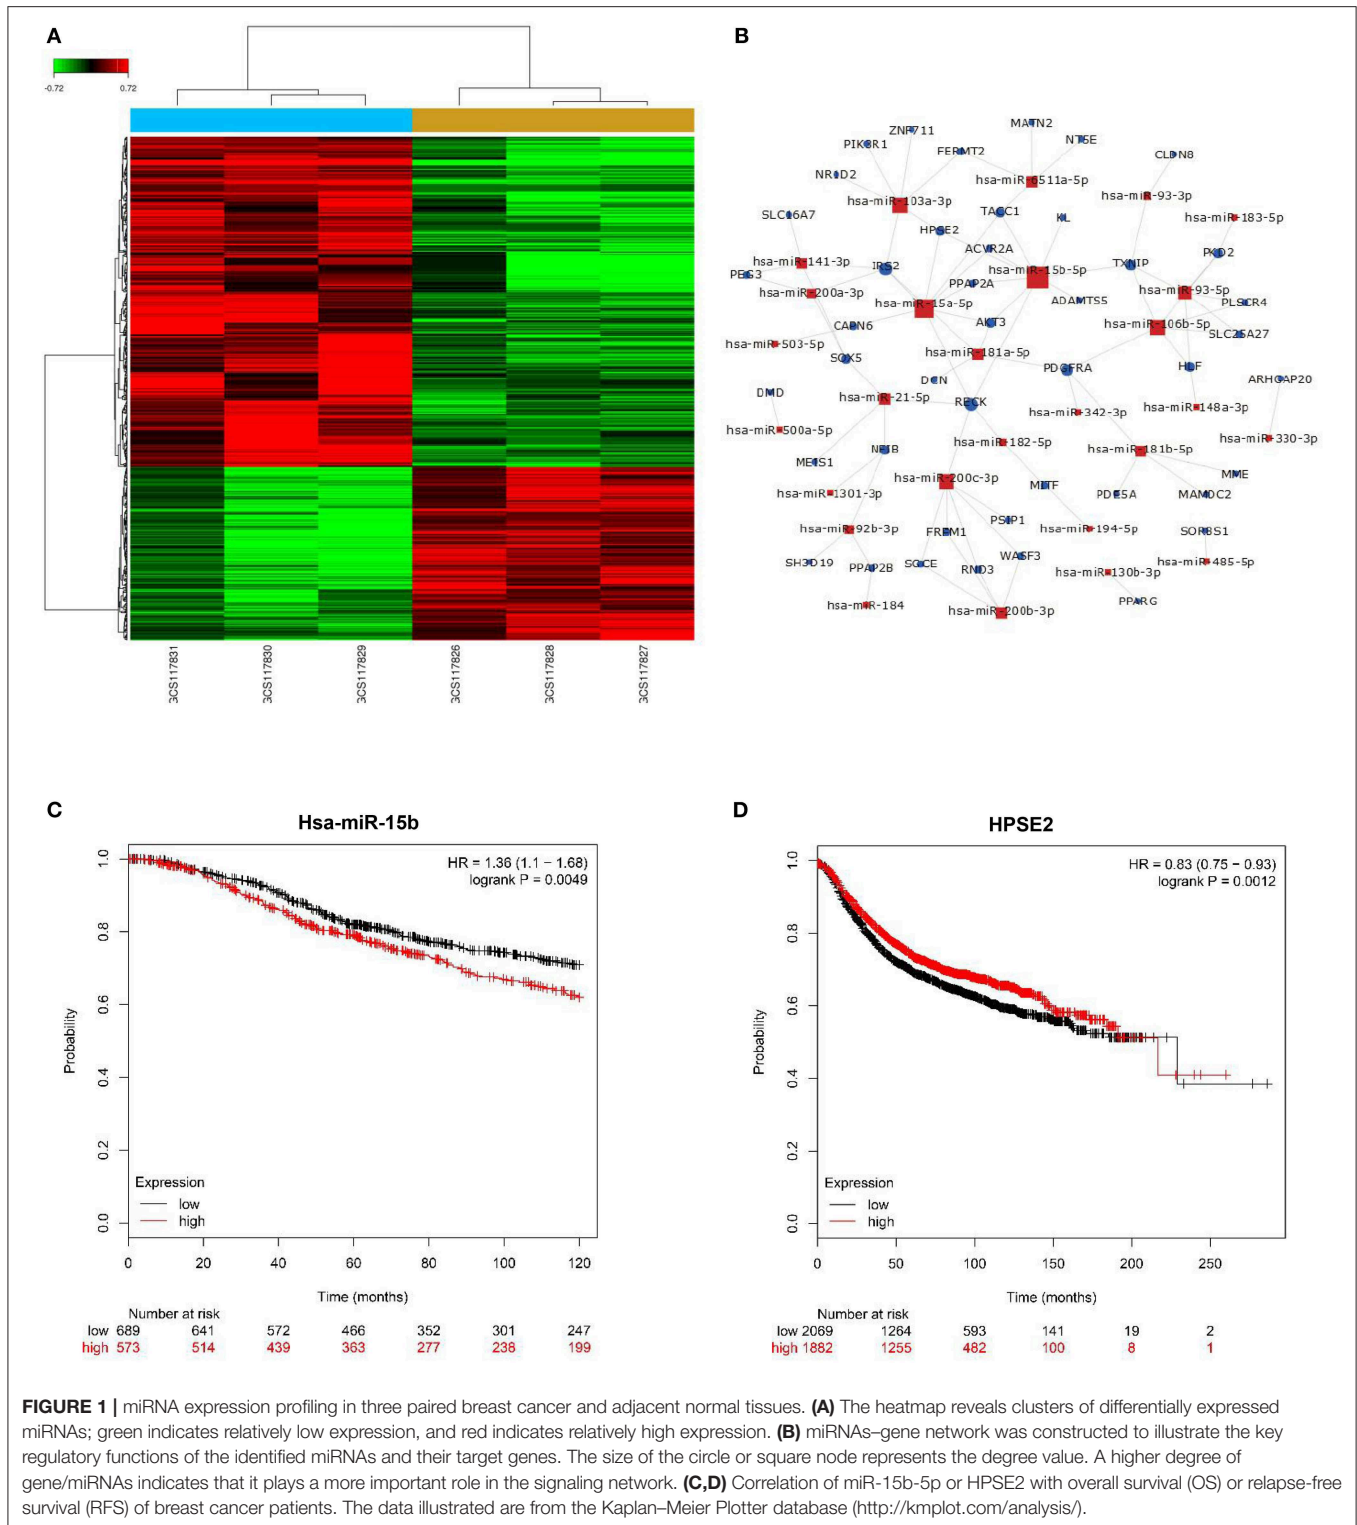 A
-0.72 0.72
GCS117831
GCS117830
GCS117829
GCS117826
GCS117828
GCS117827
B
MATN2
ZNF711
NT5E
PIK3R1
FERMT2
CLDN8
NR1D2
hsa-miR-6511a-5p
hsa-miR-93-3p
hsa-miR-103a-3p
SLC16A7
TACC1
KL
hsa-miR-183-5p
HPSE2
ACVR2A
PKD2
hsa-miR-141-3p
IRS2
hsa-miR-15b-5p
TXNIP
PEG3
PPAP2A
hsa-miR-200a-3p
hsa-miR-93-5p
hsa-miR-15a-5p
ADAMTS5
PLSCR4
CAPN6
AKT3
hsa-miR-106b-5p
SLC25A27
hsa-miR-503-5p
SOX5
hsa-miR-181a-5p
PDGFRA
HLF
DCN
ARHGAP20
DMD
hsa-miR-21-5p
RECK
hsa-miR-342-3p
hsa-miR-148a-3p
hsa-miR-500a-5p
hsa-miR-182-5p
hsa-miR-330-3p
NFIB
hsa-miR-181b-5p
MEIS1
MME
hsa-miR-200c-3p
MITF
hsa-miR-1301-3p
PDE5A
MAMDC2
PSIP1
hsa-miR-92b-3p
FREM1
hsa-miR-194-5p
SORBS1
WASF3
SH3D19
PPAP2B
SGCE
RND3
hsa-miR-130b-3p
hsa-miR-485-5p
hsa-miR-184
hsa-miR-200b-3p
PPARG
C
Hsa-miR-15b
HR = 1.36 (1.1 − 1.68)
logrank P = 0.0049
Probability
1.0
0.8
0.6
0.4
0.2
0.0
Expression
low
high
0 20 40 60 80 100 120
Time (months)
Number at risk
low 689 641 572 466 352 301 247
high 573 514 439 363 277 236 199
D
HPSE2
HR = 0.83 (0.75 − 0.93)
logrank P = 0.0012
Probability
1.0
0.8
0.6
0.4
0.2
0.0
Expression
low
high
0 50 100 150 200 250
Time (months)
Number at risk
low 2069 1264 593 141 19 2
high 1882 1255 482 100 8 1
FIGURE 1 | miRNA expression profiling in three paired breast cancer and adjacent normal tissues. (A) The heatmap reveals clusters of differentially expressed
miRNAs; green indicates relatively low expression, and red indicates relatively high expression. (B) miRNAs–gene network was constructed to illustrate the key
regulatory functions of the identified miRNAs and their target genes. The size of the circle or square node represents the degree value. A higher degree of
gene/miRNAs indicates that it plays a more important role in the signaling network. (C,D) Correlation of miR-15b-5p or HPSE2 with overall survival (OS) or relapse-free
survival (RFS) of breast cancer patients. The data illustrated are from the Kaplan–Meier Plotter database (http://kmplot.com/analysis/).